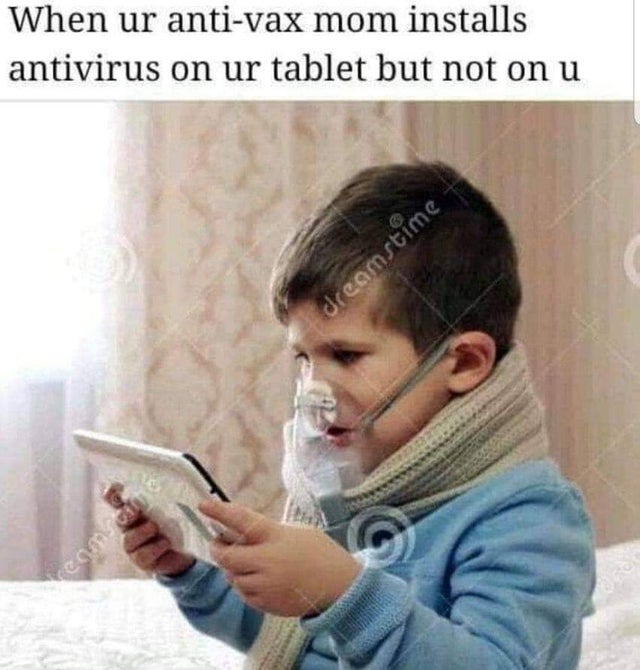 When ur anti-vax mom installs
antivirus on ur tablet but not on u
dreamstime